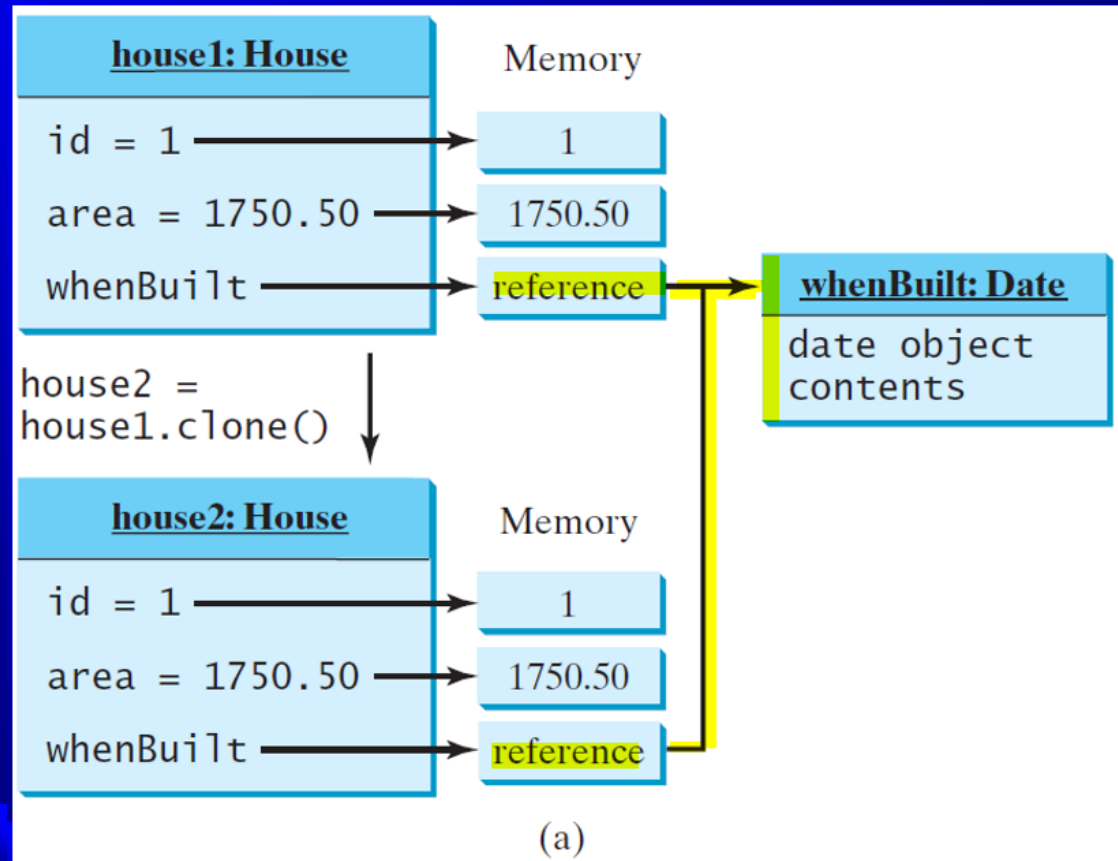 house1: House
Memory
id = 1
1
area = 1750.50
1750.50
whenBuilt
reference
whenBuilt: Date
date object
contents
house2 =
house1.clone()
house2: House
Memory
id = 1
1
area = 1750.50
1750.50
whenBuilt
reference
(a)